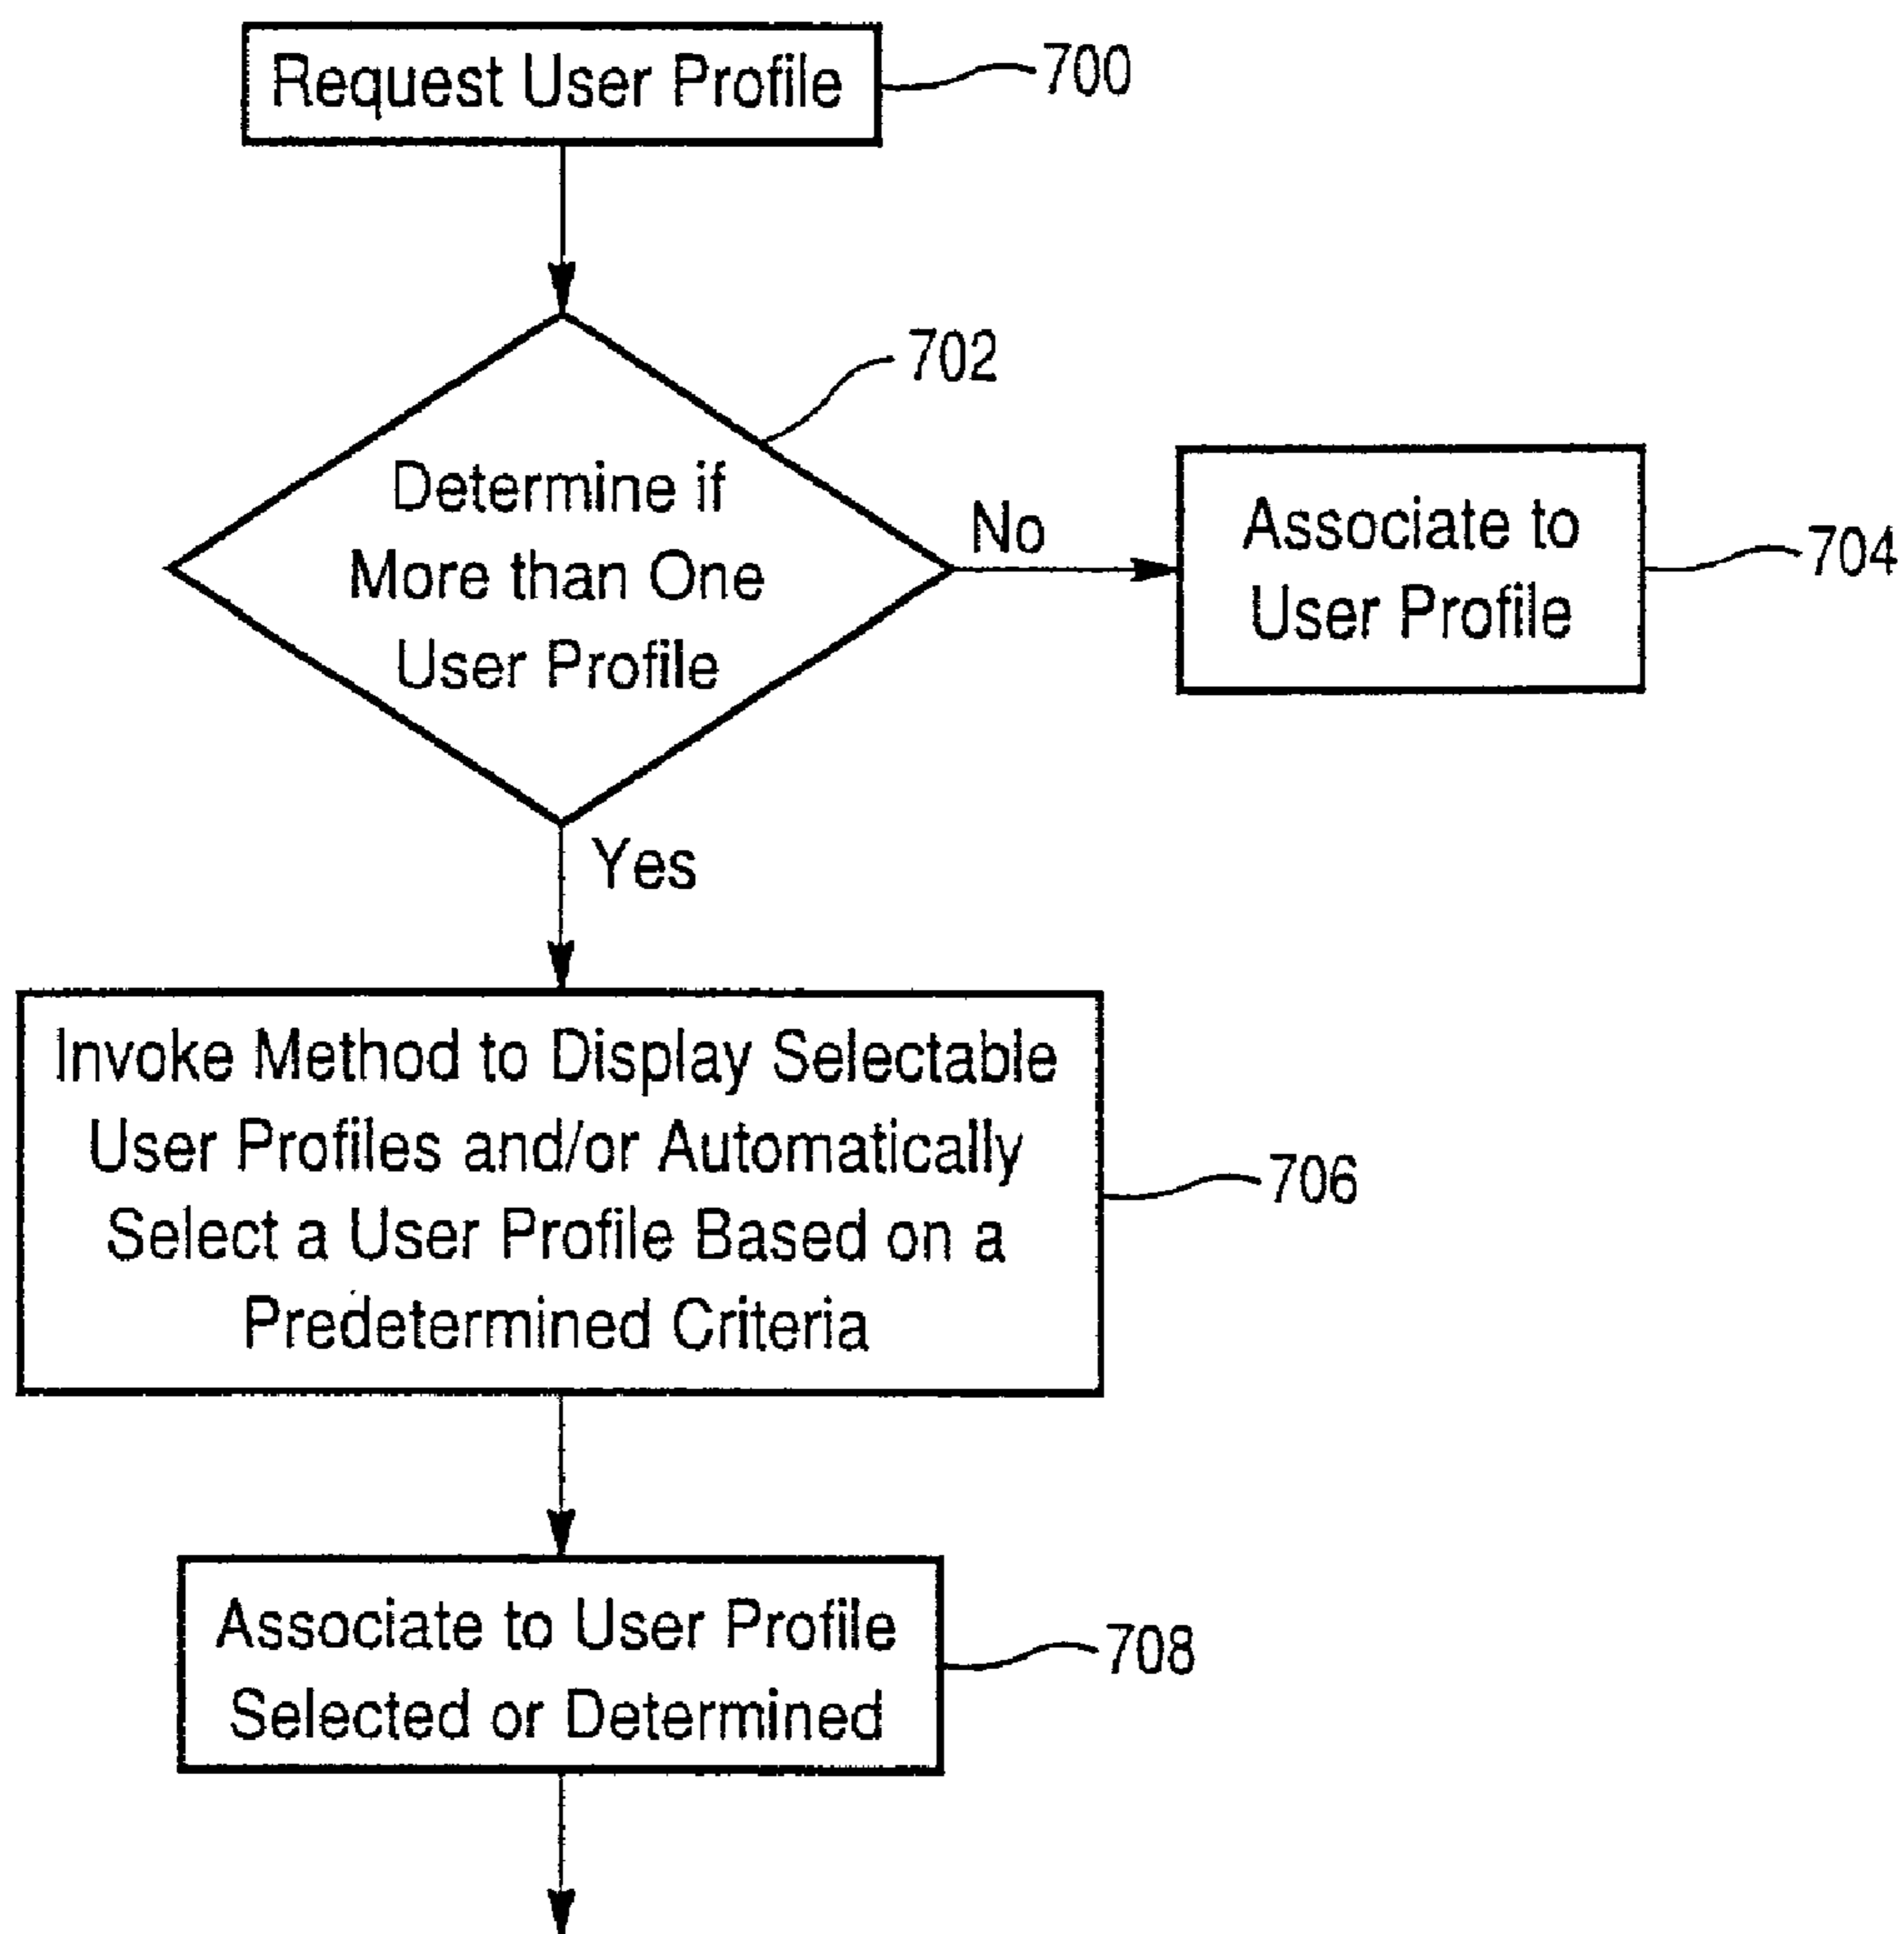 Request User Profile
700
702
Determine if
More than One
User Profile
No
Associate to
User Profile
704
Yes
Invoke Method to Display Selectable
User Profiles and/or Automatically
Select a User Profile Based on a
Predetermined Criteria
706
Associate to User Profile
Selected or Determined
708